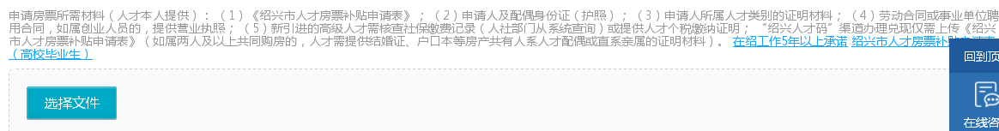 申请房票所需材料（人才本人提供）：（1）《绍兴市人才房票补贴申请表》；（2）申请人及配偶身份证（护照）；（3）申请人所属人才类别的证明材料；（4）劳动合同或事业单位聘
用合同，如属创业人员的，提供营业执照；（5）新引进的高级人才需核查社保缴费记录（人社部门从系统查询）或提供人才个税缴纳证明； “绍兴人才码”渠道办理兑现仅需上传《绍兴
市人才房票补贴申请表》（如属两人及以上共同购房的，人才需提供结婚证、户口本等房产共有人系人才配偶或直系亲属的证明材料）。 在绍工作5年以上承诺 绍兴市人才房票补贴申请表
（高校毕业生）
回到顶
选择文件
在线咨